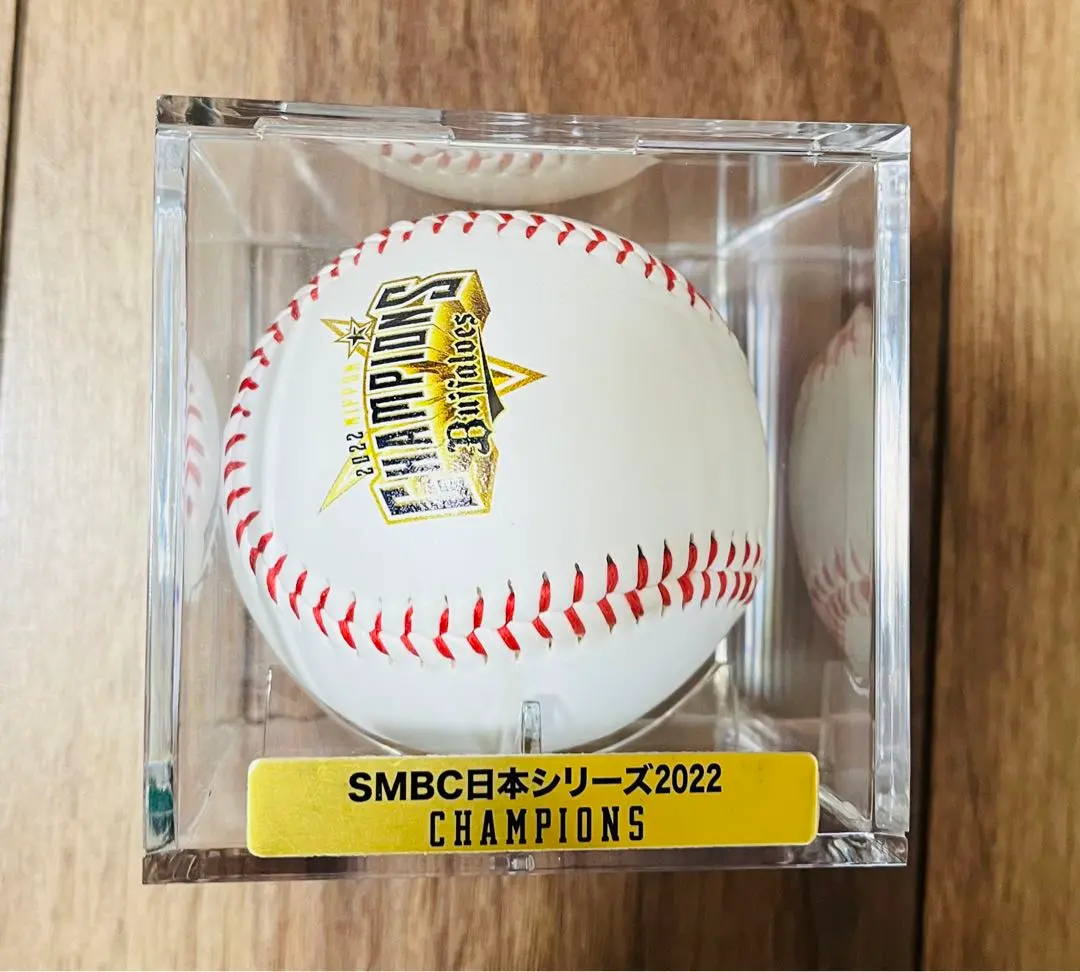 2022 NIPPON
CHAMPIONS
Buffaloes
SMBC日本シリーズ2022
CHAMPIONS